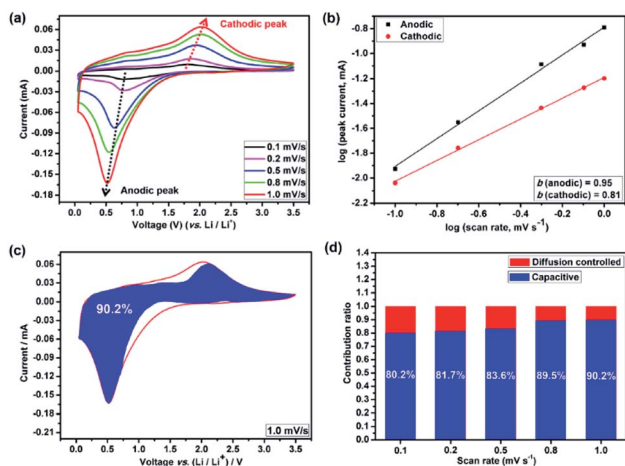 (a)
Cathodic peak
Anodic peak
0.1 mV/s
0.2 mV/s
0.5 mV/s
0.8 mV/s
1.0 mV/s
0.06
0.03
0.00
-0.03
-0.06
-0.09
-0.12
-0.15
-0.18
Current (mA)
0.0 0.5 1.0 1.5 2.0 2.5 3.0 3.5
Voltage (V) (vs. Li / Li+)
(b)
Anodic
Cathodic
b (anodic) = 0.95
b (cathodic) = 0.81
-0.8
-1.0
-1.2
-1.4
-1.6
-1.8
-2.0
-2.2
log (peak current, mA)
-1.0 -0.8 -0.6 -0.4 -0.2 0.0
log (scan rate, mV s⁻¹)
(c)
90.2%
1.0 mV/s
0.06
0.03
0.00
-0.03
-0.06
-0.09
-0.12
-0.15
-0.18
-0.21
Current / mA
0.0 0.5 1.0 1.5 2.0 2.5 3.0 3.5
Voltage vs. (Li / Li⁺) / V
(d)
Diffusion controlled
Capacitive
80.2% 81.7% 83.6% 89.5% 90.2%
1.4
1.3
1.2
1.1
1.0
0.9
0.8
0.7
0.6
0.5
0.4
0.3
0.2
0.1
0.0
Contribution ratio
0.1 0.2 0.5 0.8 1.0
Scan rate (mV s⁻¹)